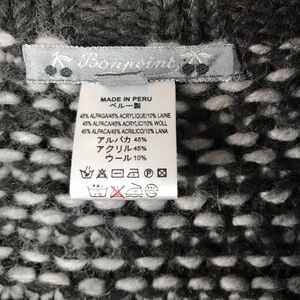 Bonpoint
MADE IN PERU
ペルー製
45% ALPAGA/45% ACRYLIQUE/10% LAINE
45% ALPACA/45% ACRYLIC/10% WOLL
45% ALPACA/45% ACRILICO/10% LANA
アルパカ 45%
アクリル 45%
ウール 10%